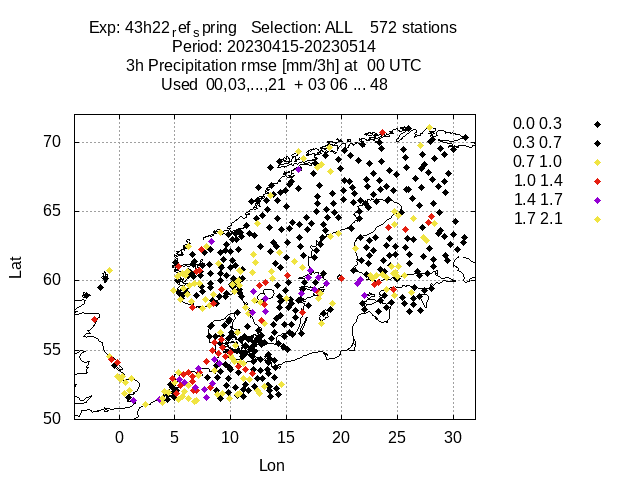 Exp: 43h22refspring   Selection: ALL    572 stations
Period: 20230415-20230514
3h Precipitation rmse [mm/3h] at  00 UTC
Used  00,03,...,21  + 03 06 ... 48
0.0 0.3
0.3 0.7
0.7 1.0
1.0 1.4
1.4 1.7
1.7 2.1
70
65
60
55
50
Lat
0 5 10 15 20 25 30
Lon